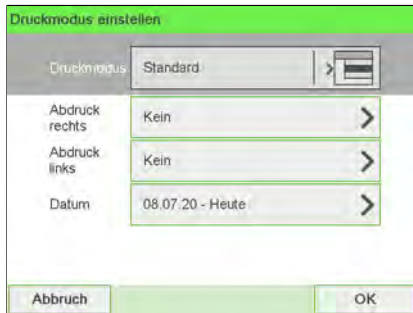 Druckmodus einstellen
Druckmodus Standard
Abdruck
rechts
Kein
Abdruck
links
Kein
Datum 08.07.20 - Heute
Abbruch OK